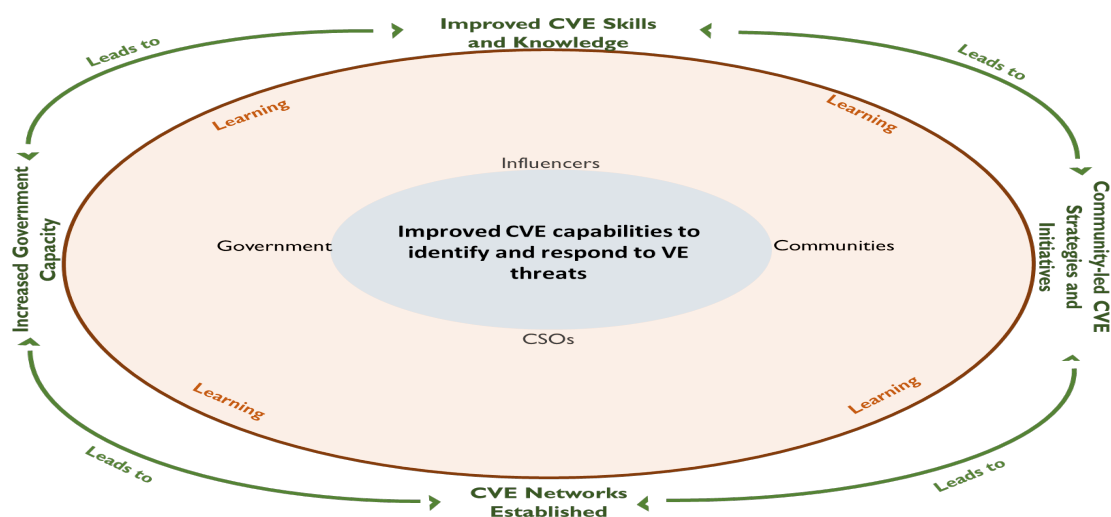 Improved CVE Skills
and Knowledge
Leads to
Leads to
Learning
Learning
Influencers
Increased Government
Capacity
Government
Improved CVE capabilities to
identify and respond to VE
threats
Communities
Community-led CVE
Strategies and
Initiatives
CSOs
Learning
Learning
Leads to
Leads to
CVE Networks
Established